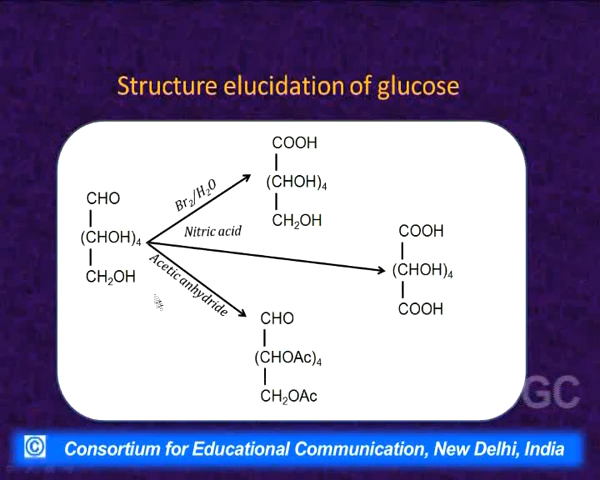 Structure elucidation of glucose
COOH
(CHOH)₄
CH₂OH
Br₂/H₂O
CHO
(CHOH)₄
CH₂OH
Nitric acid
COOH
(CHOH)₄
COOH
Acetic anhydride
CHO
(CHOAc)₄
CH₂OAc
GC
© Consortium for Educational Communication, New Delhi, India